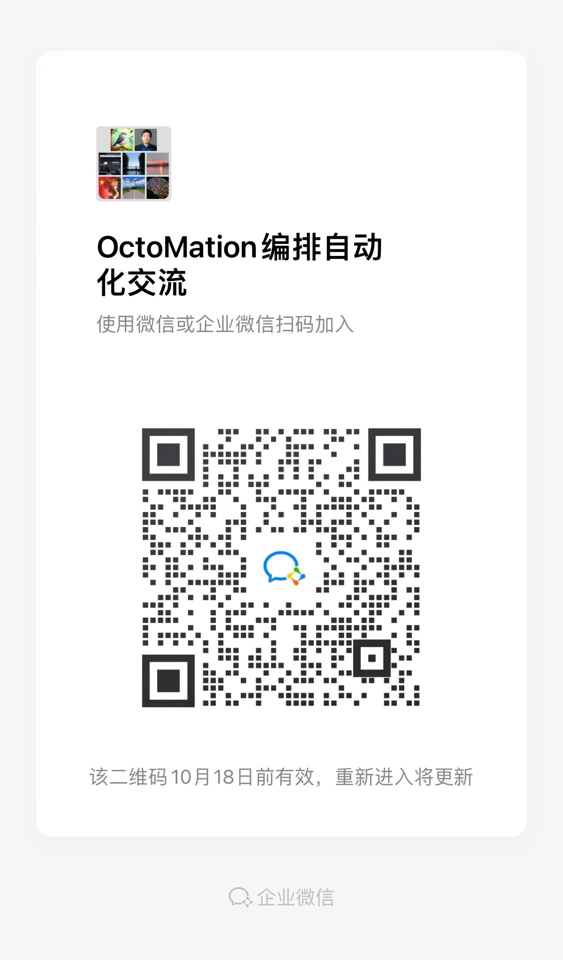 OctoMation编排自动
化交流
使用微信或企业微信扫码加入
该二维码10月18日前有效，重新进入将更新
企业微信